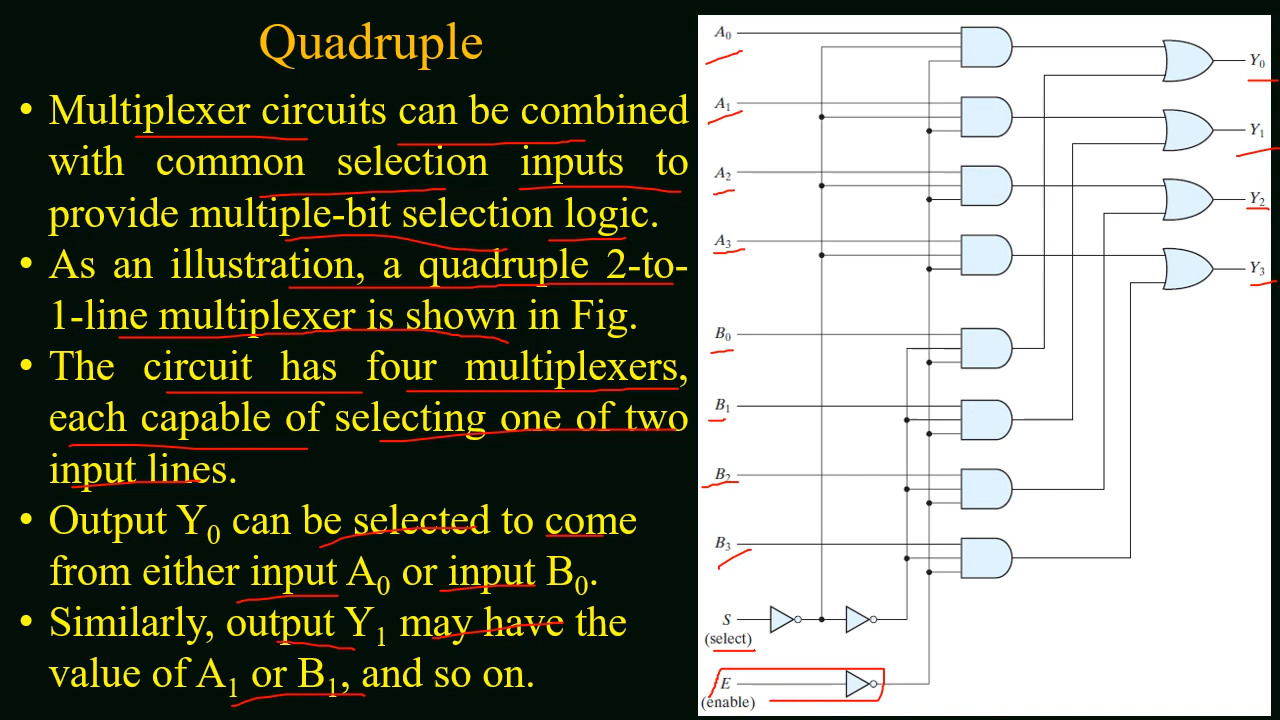 Quadruple
• Multiplexer circuits can be combined
with common selection inputs to
provide multiple-bit selection logic.
• As an illustration, a quadruple 2-to-
1-line multiplexer is shown in Fig.
• The circuit has four multiplexers,
each capable of selecting one of two
input lines.
• Output Y0 can be selected to come
from either input A0 or input B0.
• Similarly, output Y1 may have the
value of A1 or B1, and so on.
A0
Y0
A1
Y1
A2
Y2
A3
Y3
B0
B1
B2
B3
S
(select)
E
(enable)